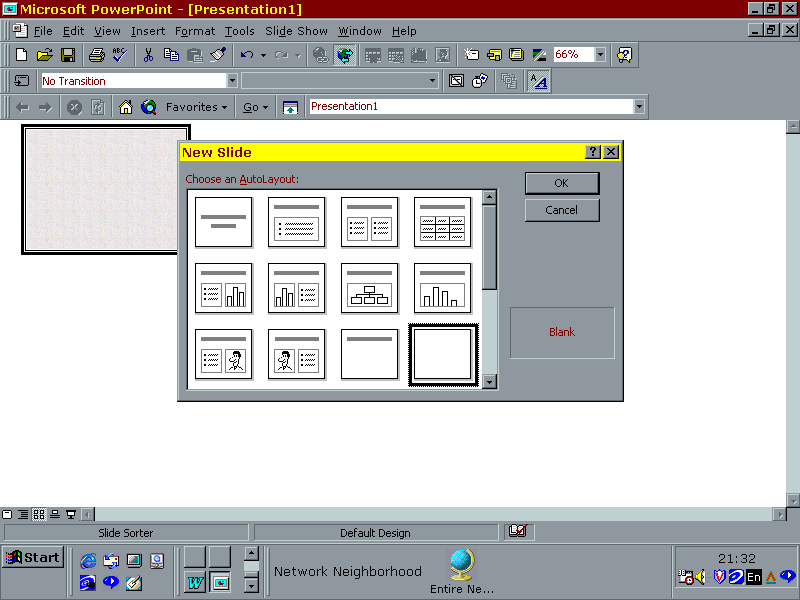 Microsoft PowerPoint - [Presentation1]
File Edit View Insert Format Tools Slide Show Window Help
ABC 66%
No Transition
Favorites Go Presentation1
New Slide
Choose an AutoLayout:
OK
Cancel
Blank
Slide Sorter Default Design
Start Network Neighborhood Entire Ne... 21:32
W En